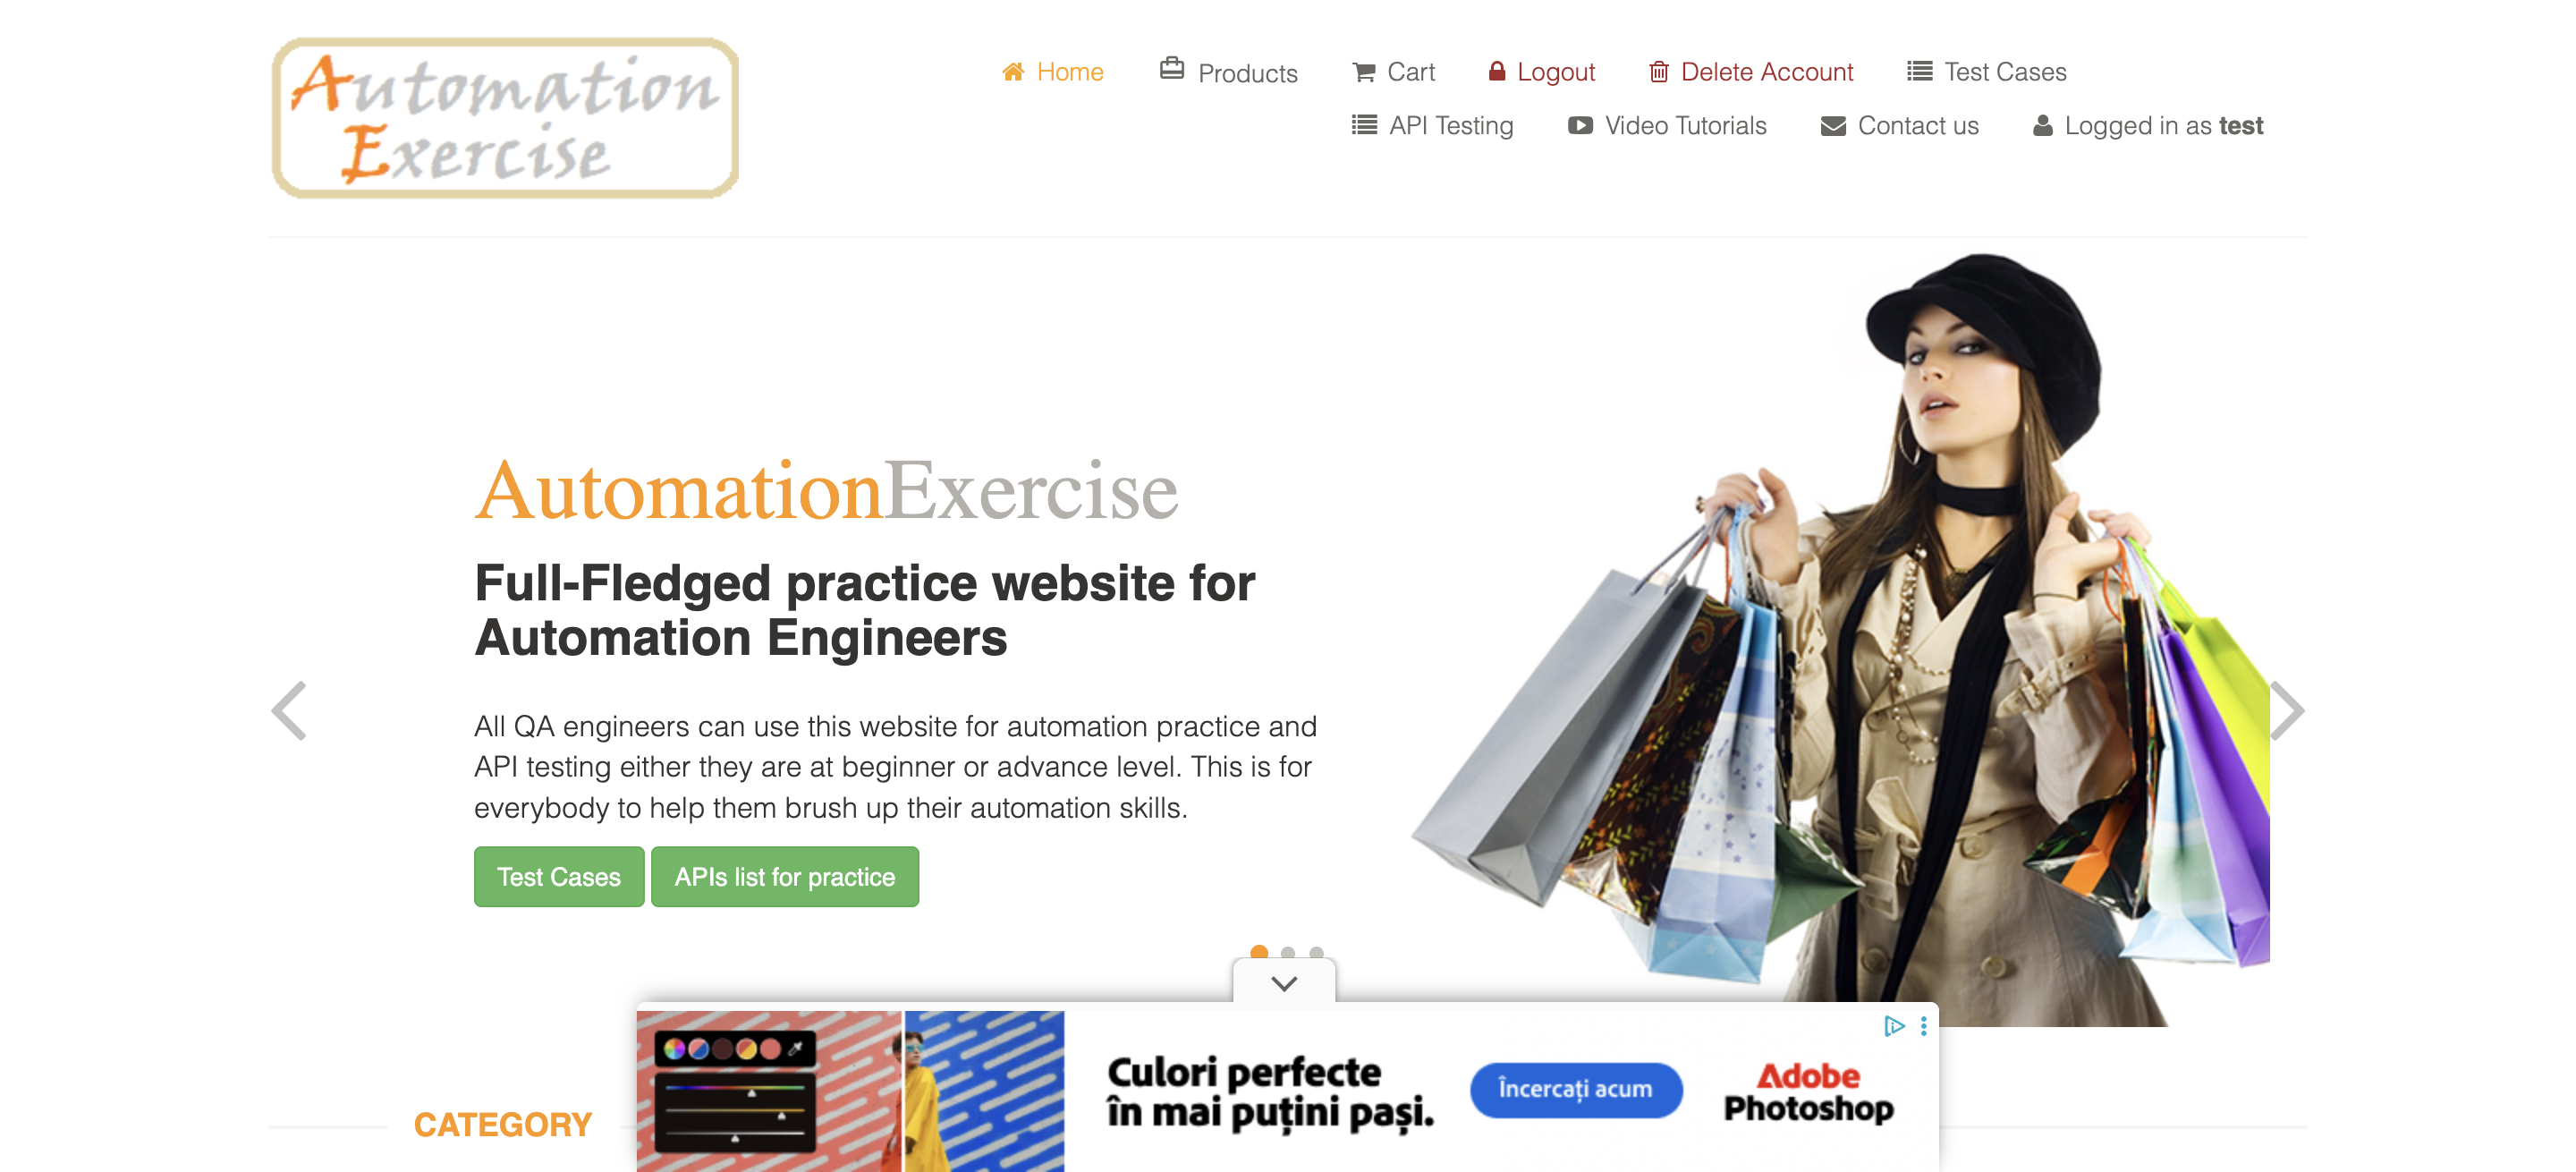 Automation
Exercise
Home
Products
Cart
Logout
Delete Account
Test Cases
API Testing
Video Tutorials
Contact us
Logged in as test
AutomationExercise
Full-Fledged practice website for
Automation Engineers
All QA engineers can use this website for automation practice and
API testing either they are at beginner or advance level. This is for
everybody to help them brush up their automation skills.
Test Cases
APIs list for practice
CATEGORY
Culori perfecte
în mai puțini pași.
Încercați acum
Adobe
Photoshop